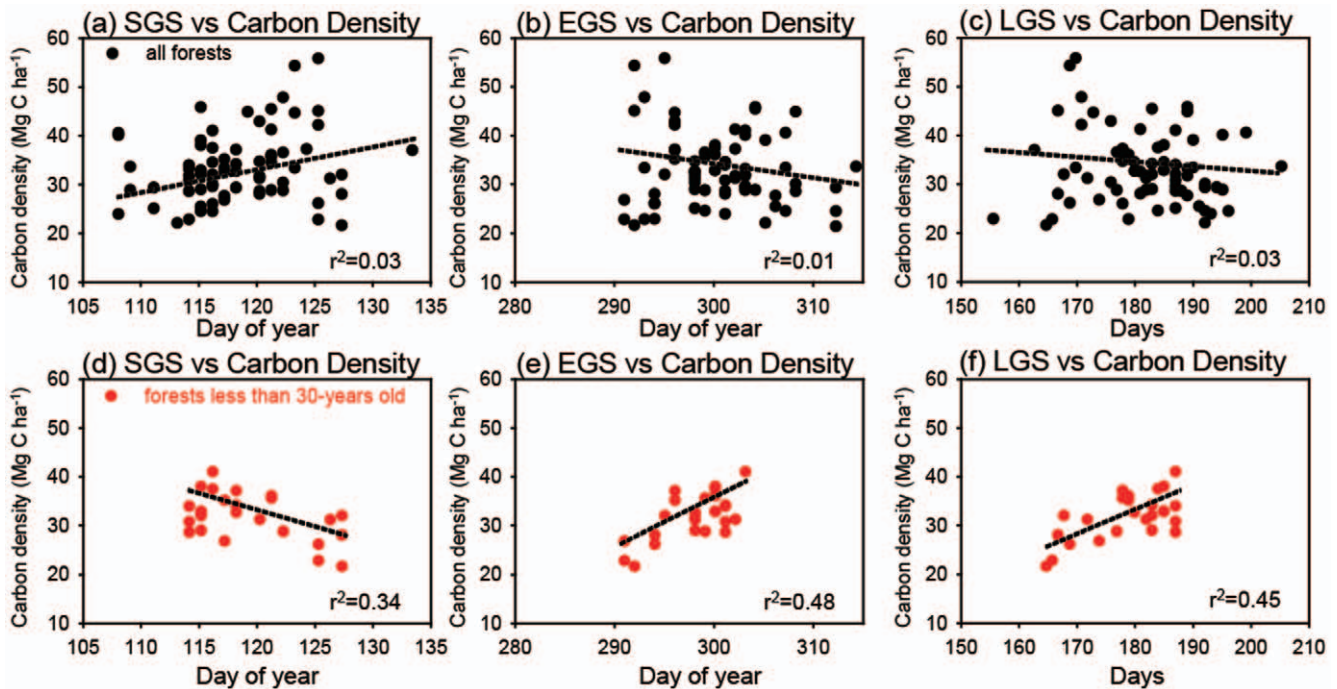 (a) SGS vs Carbon Density
Carbon density (Mg C ha⁻¹)
60
50
40
30
20
10
all forests
r²=0.03
105 110 115 120 125 130 135
Day of year
(b) EGS vs Carbon Density
Carbon density (Mg C ha⁻¹)
60
50
40
30
20
10
r²=0.01
280 290 300 310
Day of year
(c) LGS vs Carbon Density
Carbon density (Mg C ha⁻¹)
60
50
40
30
20
10
r²=0.03
150 160 170 180 190 200 210
Days
(d) SGS vs Carbon Density
Carbon density (Mg C ha⁻¹)
60
50
40
30
20
10
forests less than 30-years old
r²=0.34
105 110 115 120 125 130 135
Day of year
(e) EGS vs Carbon Density
Carbon density (Mg C ha⁻¹)
60
50
40
30
20
10
r²=0.48
280 290 300 310
Day of year
(f) LGS vs Carbon Density
Carbon density (Mg C ha⁻¹)
60
50
40
30
20
10
r²=0.45
150 160 170 180 190 200 210
Days